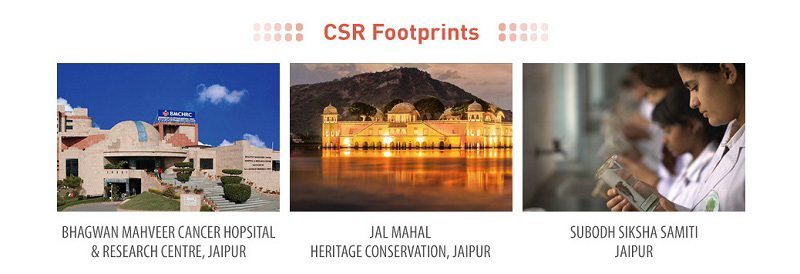 CSR Footprints
BMCHRC
BHAGWAN MAHVEER CANCER HOPSITAL
& RESEARCH CENTRE, JAIPUR
JAL MAHAL
HERITAGE CONSERVATION, JAIPUR
SUBODH SIKSHA SAMITI
JAIPUR